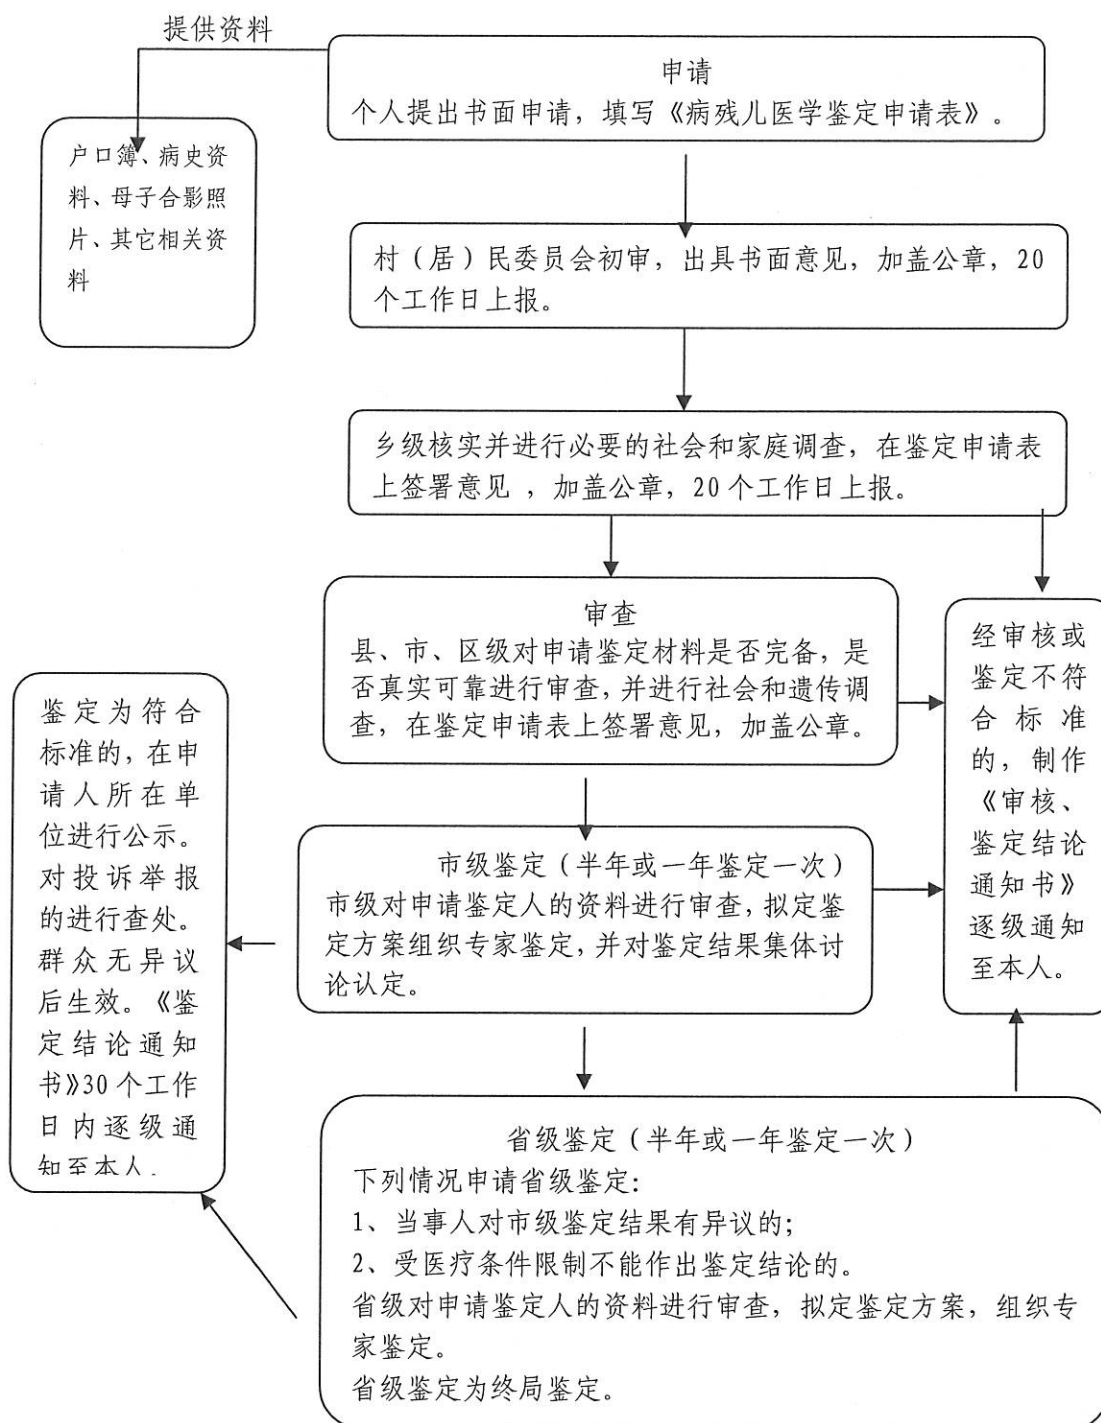 提供资料
申请
个人提出书面申请，填写《病残儿医学鉴定申请表》。
户口簿、病史资
料、母子合影照
片、其它相关资
料
村（居）民委员会初审，出具书面意见，加盖公章，20
个工作日上报。
乡级核实并进行必要的社会和家庭调查，在鉴定申请表
上签署意见 ，加盖公章，20个工作日上报。
审查
县、市、区级对申请鉴定材料是否完备，是
否真实可靠进行审查，并进行社会和遗传调
查，在鉴定申请表上签署意见，加盖公章。
经审核或
鉴定不符
合标准
的，制作
《审核、
鉴定结论
通知书》
逐级通知
至本人。
鉴定为符合
标准的，在申
请人所在单
位进行公示。
对投诉举报
的进行查处。
群众无异议
后生效。《鉴
定结论通知
书》30个工作
日内逐级通
知至本人.
市级鉴定（半年或一年鉴定一次）
市级对申请鉴定人的资料进行审查，拟定鉴
定方案组织专家鉴定，并对鉴定结果集体讨
论认定。
省级鉴定（半年或一年鉴定一次）
下列情况申请省级鉴定：
1、当事人对市级鉴定结果有异议的；
2、受医疗条件限制不能作出鉴定结论的。
省级对申请鉴定人的资料进行审查，拟定鉴定方案，组织专
家鉴定。
省级鉴定为终局鉴定。